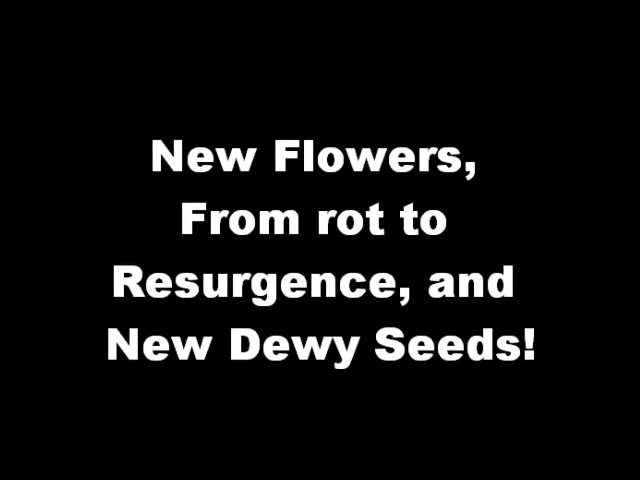 New Flowers,
From rot to
Resurgence, and
New Dewy Seeds!